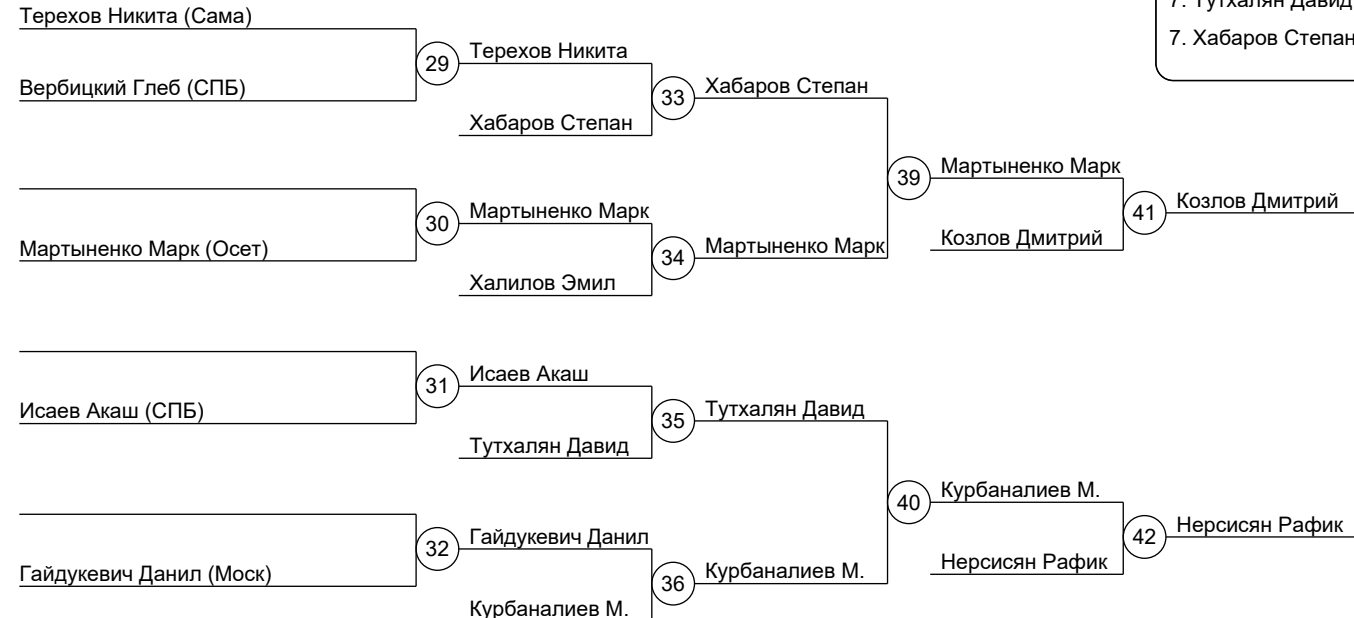 Терехов Никита (Сама)
29
Терехов Никита
Вербицкий Глеб (СПБ)
Хабаров Степан
33
Хабаров Степан
30
Мартыненко Марк
Мартыненко Марк (Осет)
Халилов Эмил
34
Мартыненко Марк
39
Мартыненко Марк
Козлов Дмитрий
41
Козлов Дмитрий
31
Исаев Акаш
Исаев Акаш (СПБ)
Тутхалян Давид
35
Тутхалян Давид
32
Гайдукевич Данил
Гайдукевич Данил (Моск)
Курбаналиев М.
36
Курбаналиев М.
40
Курбаналиев М.
Нерсисян Рафик
42
Нерсисян Рафик
7. Тутхалян Давид
7. Хабаров Степан